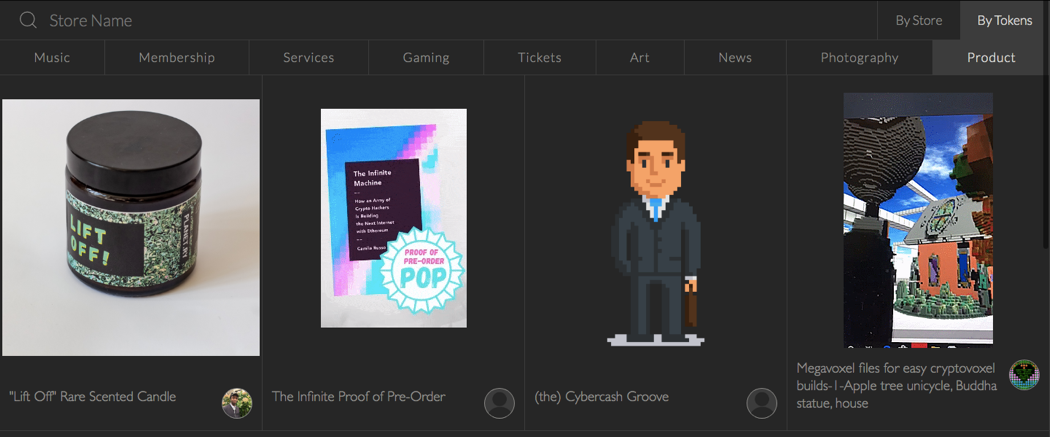 Store Name
By Store
By Tokens
Music
Membership
Services
Gaming
Tickets
Art
News
Photography
Product
LIFT
OFF!
The Infinite
Machine
How an Army of
Crypto Hackers
Is Building
the Next Internet
with Ethereum
Camila Russo
PROOF OF
PRE-ORDER
POP
"Lift Off" Rare Scented Candle
The Infinite Proof of Pre-Order
(the) Cybercash Groove
Megavoxel files for easy cryptovoxel
builds-1-Apple tree unicycle, Buddha
statue, house